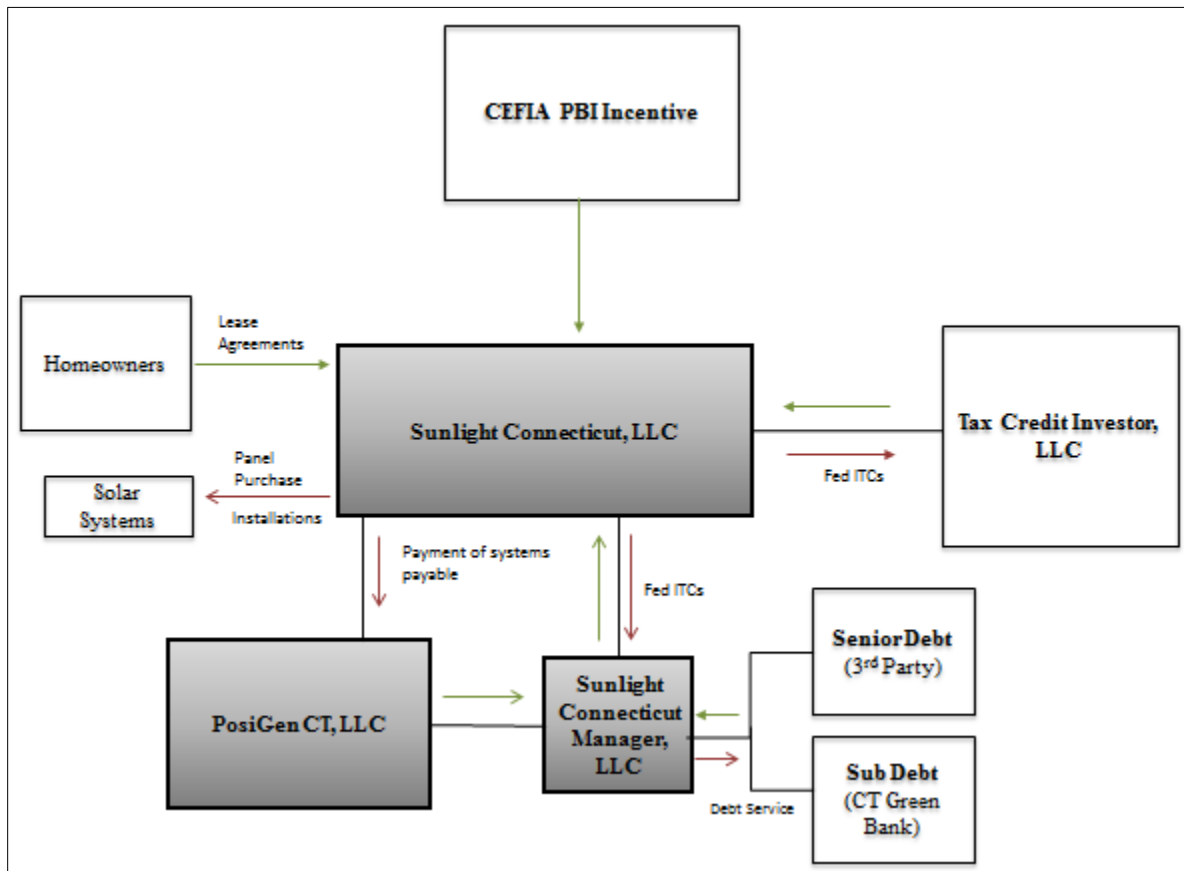 CEFIA PBI Incentive
Lease
Agreements
Homeowners
Sunlight Connecticut, LLC
Tax Credit Investor,
LLC
Fed ITCs
Panel
Purchase
Installations
Solar
Systems
Payment of systems
payable
Fed ITCs
Senior Debt
(3rd Party)
PosiGen CT, LLC
Sunlight
Connecticut
Manager,
LLC
Sub Debt
(CT Green
Bank)
Debt Service